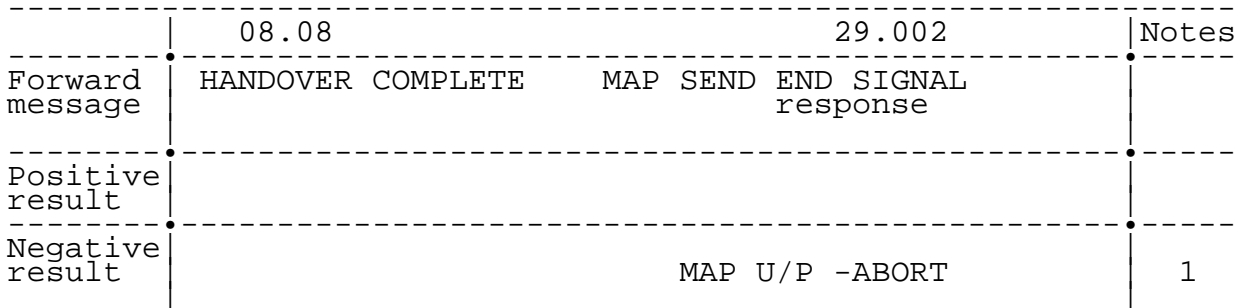 08.08 29.002 Notes
Forward HANDOVER COMPLETE MAP SEND END SIGNAL
message response
Positive
result
Negative
result MAP U/P -ABORT 1